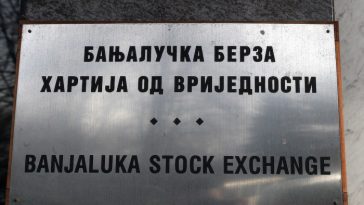 БАЊАЛУЧКА БЕРЗА
ХАРТИЈА ОД ВРИЈЕДНОСТИ
BANJALUKA STOCK EXCHANGE